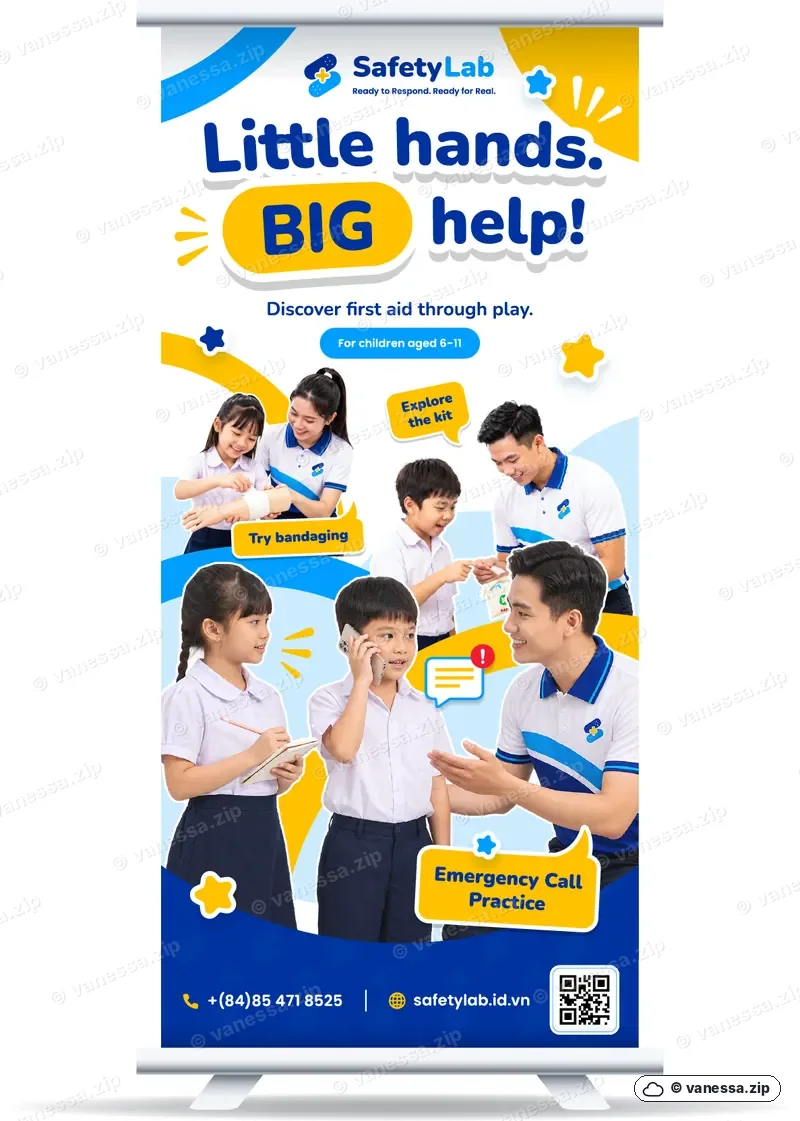 SafetyLab
Ready to Respond. Ready for Real.
Little hands.
BIG help!
Discover first aid through play.
For children aged 6-11
Explore
the kit
Try bandaging
!
Emergency Call
Practice
+(84)85 471 8525 | safetylab.id.vn
© vanessa.zip